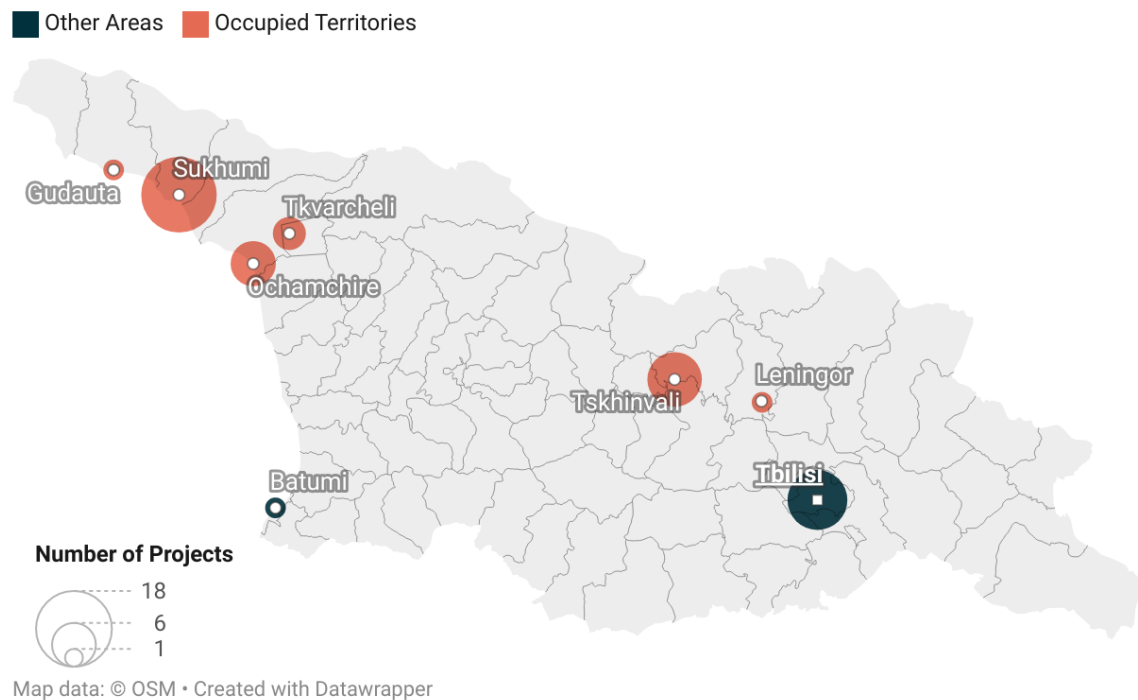 Other Areas Occupied Territories
Sukhumi
Gudauta
Tkvarcheli
Ochamchire
Leningor
Tskhinvali
Tbilisi
Batumi
Number of Projects
18
6
1
Map data: © OSM • Created with Datawrapper